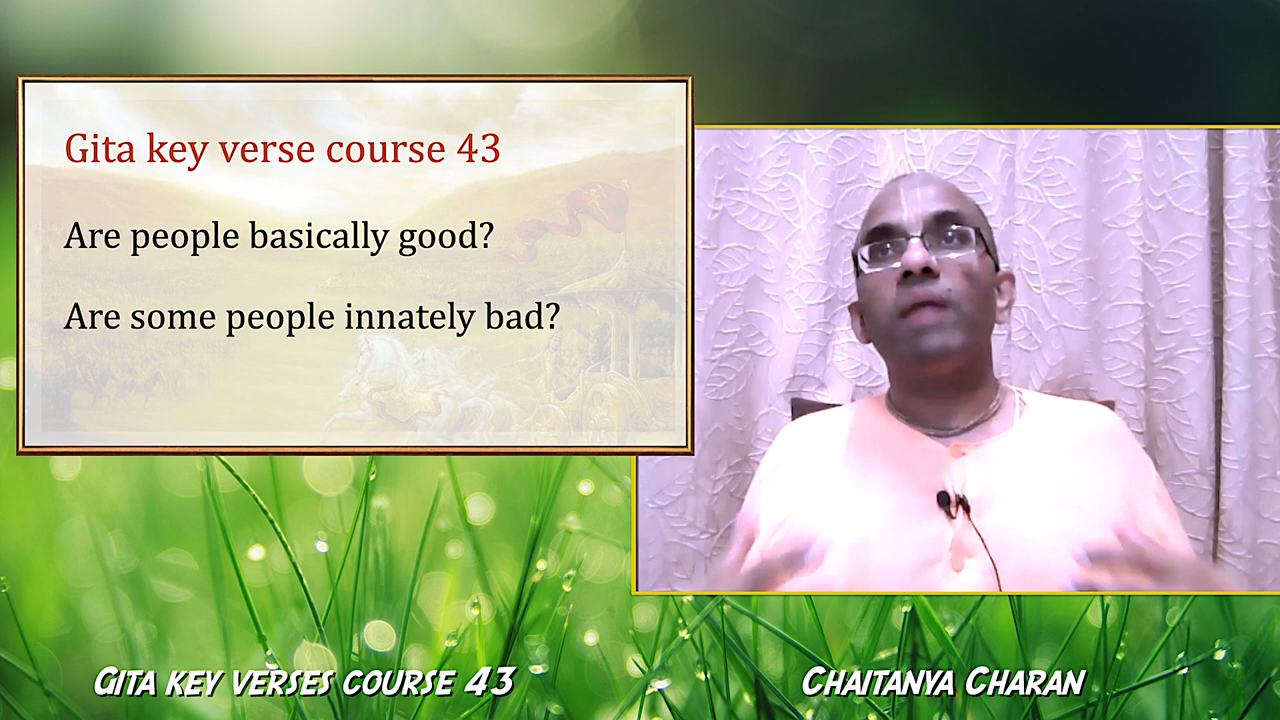 Gita key verse course 43
Are people basically good?
Are some people innately bad?
Gita key verses course 43
Chaitanya Charan